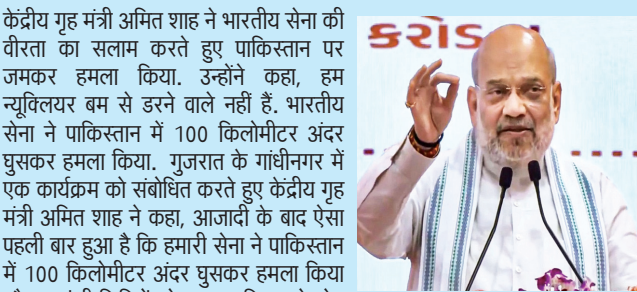 केंद्रीय गृह मंत्री अमित शाह ने भारतीय सेना की
वीरता का सलाम करते हुए पाकिस्तान पर
जमकर हमला किया. उन्होंने कहा, हम
न्यूक्लियर बम से डरने वाले नहीं हैं. भारतीय
सेना ने पाकिस्तान में 100 किलोमीटर अंदर
घुसकर हमला किया. गुजरात के गांधीनगर में
एक कार्यक्रम को संबोधित करते हुए केंद्रीय गृह
मंत्री अमित शाह ने कहा, आजादी के बाद ऐसा
पहली बार हुआ है कि हमारी सेना ने पाकिस्तान
में 100 किलोमीटर अंदर घुसकर हमला किया
કરોડ